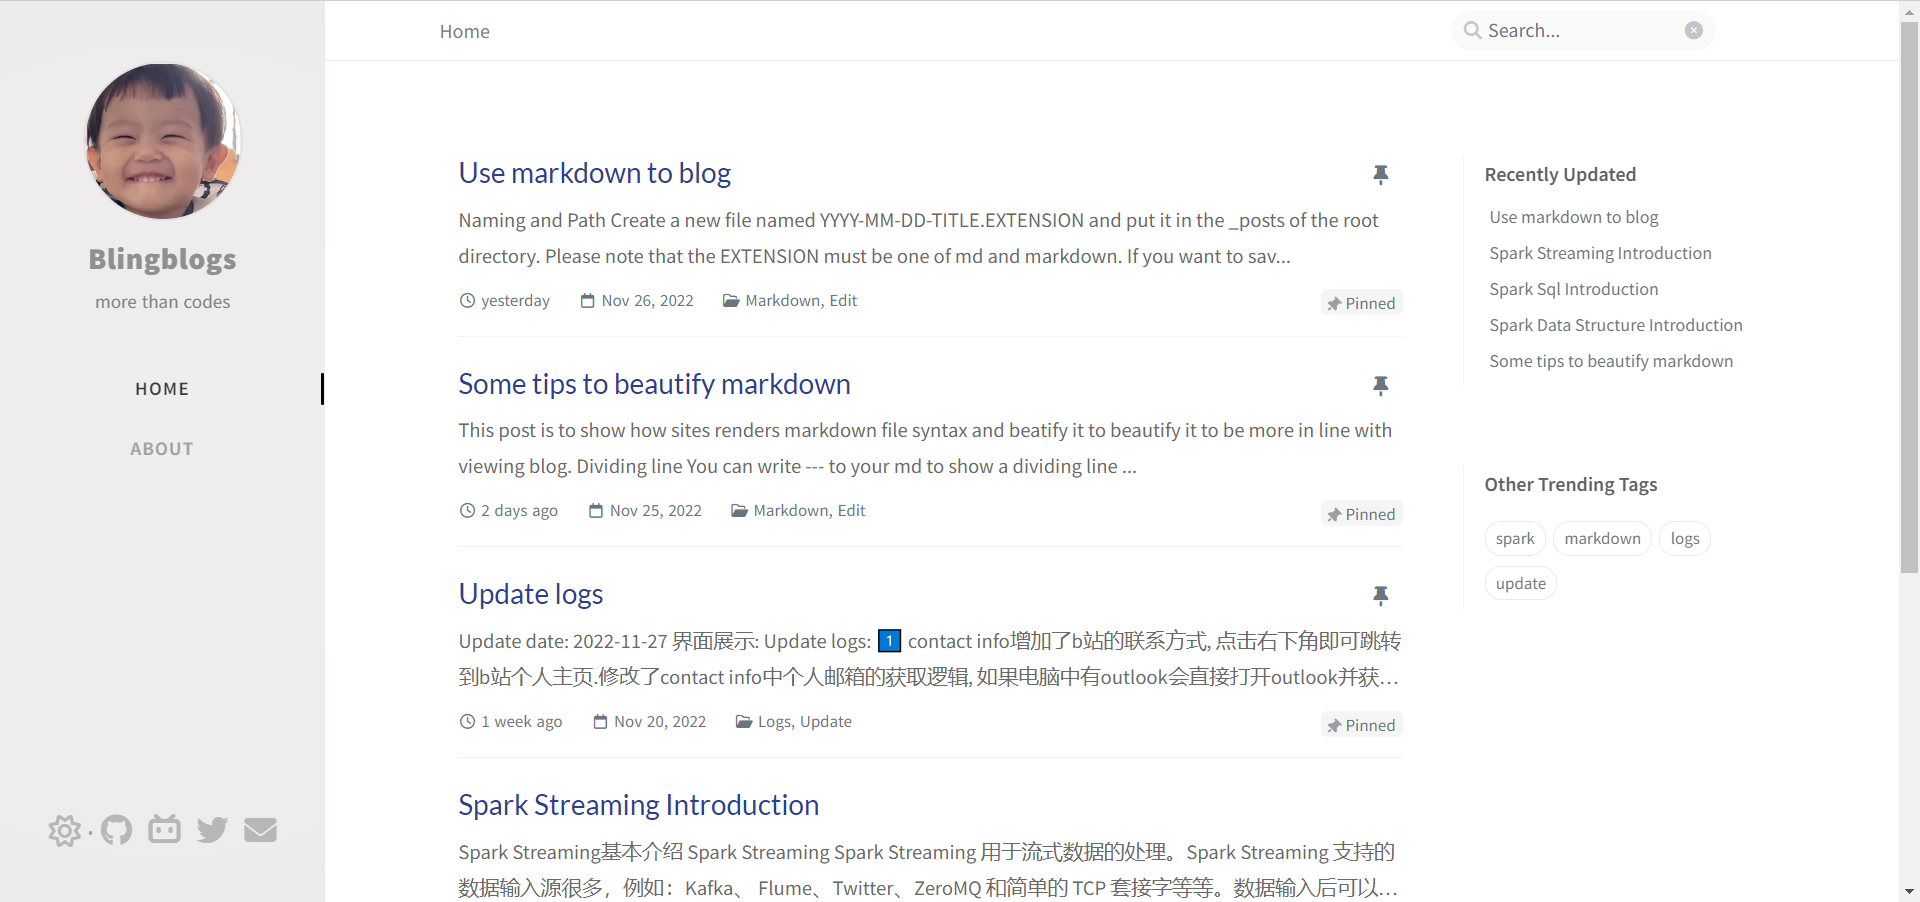 Blingblogs
more than codes
HOME
ABOUT
Home
Search...
Use markdown to blog
Naming and Path Create a new file named YYYY-MM-DD-TITLE.EXTENSION and put it in the _posts of the root
directory. Please note that the EXTENSION must be one of md and markdown. If you want to sav...
yesterday Nov 26, 2022 Markdown, Edit Pinned
Some tips to beautify markdown
This post is to show how sites renders markdown file syntax and beatify it to beautify it to be more in line with
viewing blog. Dividing line You can write --- to your md to show a dividing line ...
2 days ago Nov 25, 2022 Markdown, Edit Pinned
Update logs
Update date: 2022-11-27 界面展示: Update logs: 1 contact info增加了b站的联系方式, 点击右下角即可跳转
到b站个人主页.修改了contact info中个人邮箱的获取逻辑, 如果电脑中有outlook会直接打开outlook并获...
1 week ago Nov 20, 2022 Logs, Update Pinned
Spark Streaming Introduction
Spark Streaming基本介绍 Spark Streaming Spark Streaming 用于流式数据的处理。Spark Streaming 支持的
数据输入源很多，例如：Kafka、 Flume、Twitter、ZeroMQ 和简单的 TCP 套接字等等。数据输入后可以...
Recently Updated
Use markdown to blog
Spark Streaming Introduction
Spark Sql Introduction
Spark Data Structure Introduction
Some tips to beautify markdown
Other Trending Tags
spark markdown logs
update